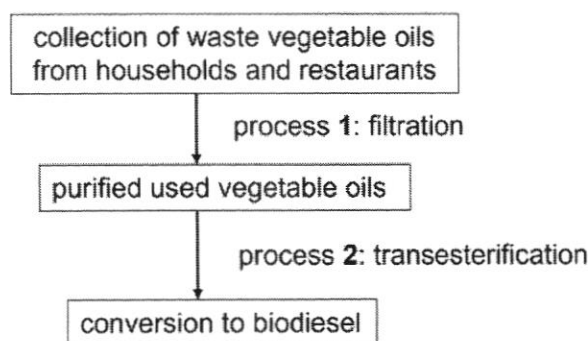 collection of waste vegetable oils
from households and restaurants
process 1: filtration
purified used vegetable oils
process 2: transesterification
conversion to biodiesel